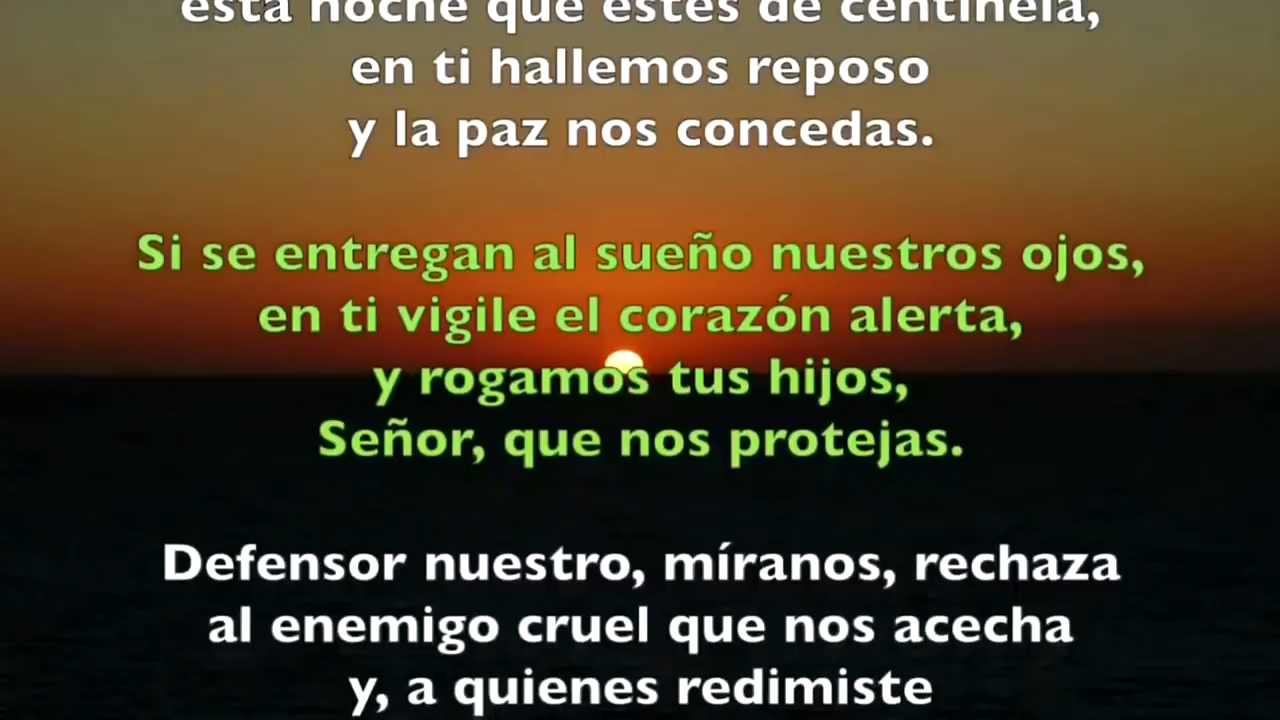 esta noche que estés de centinela,
en ti hallemos reposo
y la paz nos concedas.
Si se entregan al sueño nuestros ojos,
en ti vigile el corazón alerta,
y rogamos tus hijos,
Señor, que nos protejas.
Defensor nuestro, míranos, rechaza
al enemigo cruel que nos acecha
y, a quienes redimiste